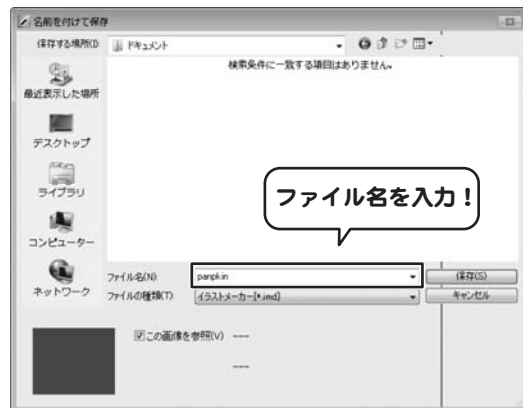 名前を付けて保存
保存する場所(I):
ドキュメント
検索条件に一致する項目はありません。
最近表示した場所
デスクトップ
ライブラリ
コンピューター
ネットワーク
ファイル名を入力!
ファイル名(N):
panpkin
保存(S)
ファイルの種類(T):
イラストメーカー[*.imd]
キャンセル
この画像を参照(V)
---
---